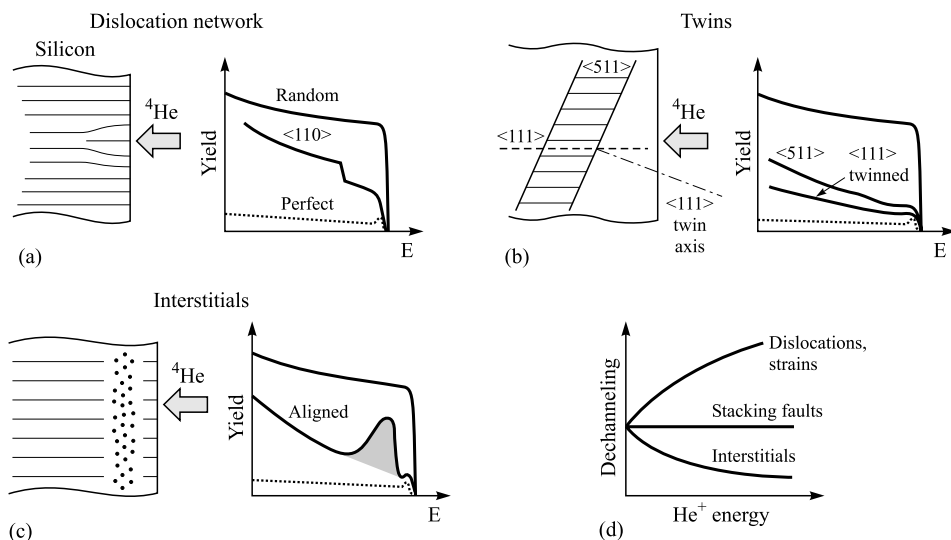 Dislocation network
Silicon
⁴He
Yield
Random
<110>
Perfect
E
(a)
Twins
<511>
<111>
⁴He
<111>
twin
axis
Yield
<511>
<111>
twinned
E
(b)
Interstitials
⁴He
Yield
Aligned
E
(c)
Dechanneling
Dislocations,
strains
Stacking faults
Interstitials
He⁺ energy
(d)